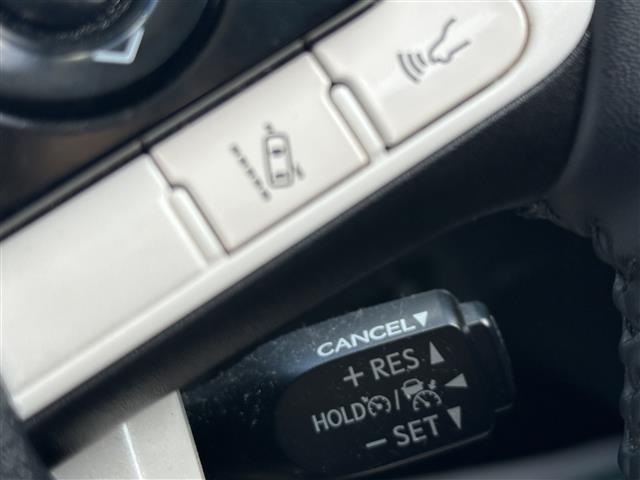 CANCEL▼
+ RES ▲
HOLD / ◀
− SET ▼